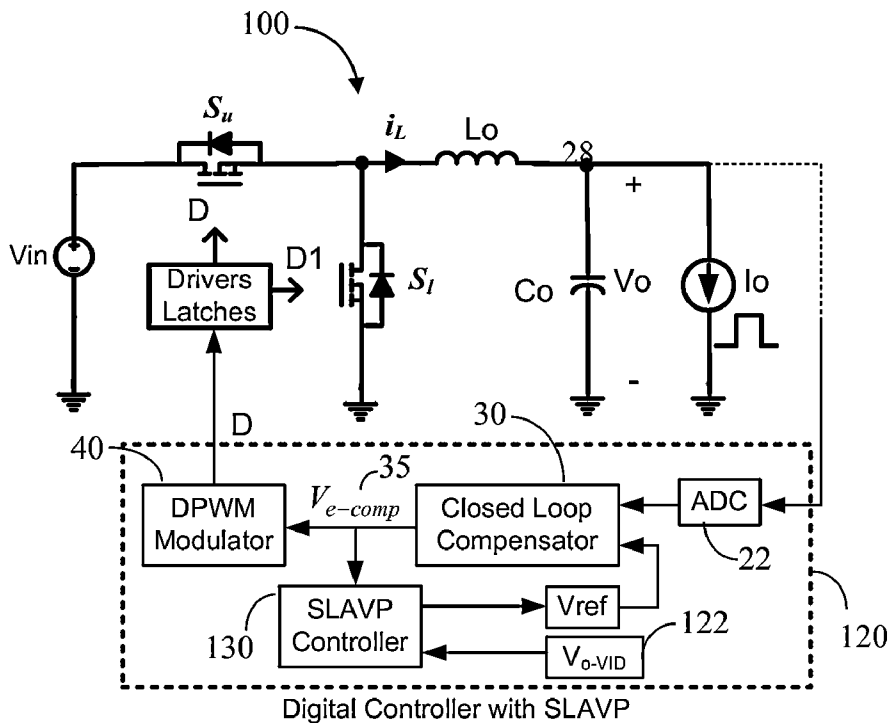 100
Su
iL
Lo
28
+
D
Vin
+
-
Drivers
Latches
D1
Sl
Co
Vo
Io
-
D
30
40
35
DPWM
Modulator
Ve-comp
Closed Loop
Compensator
ADC
22
SLAVP
Controller
Vref
130
122
120
Vo-VID
Digital Controller with SLAVP